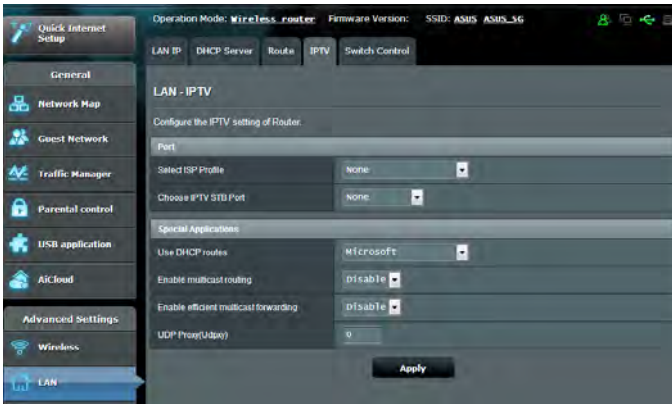 Quick Internet
Setup
General
Network Map
Guest Network
Traffic Manager
Parental control
USB application
AiCloud
Advanced Settings
Wireless
LAN
Operation Mode: Wireless router Firmware Version: SSID: ASUS ASUS_5G
LAN IP DHCP Server Route IPTV Switch Control
LAN - IPTV
Configure the IPTV setting of Router.
Port
Select ISP Profile None
Choose IPTV STB Port None
Special Applications
Use DHCP routes Microsoft
Enable multicast routing Disable
Enable efficient multicast forwarding Disable
UDP Proxy(Udpxy) 0
Apply